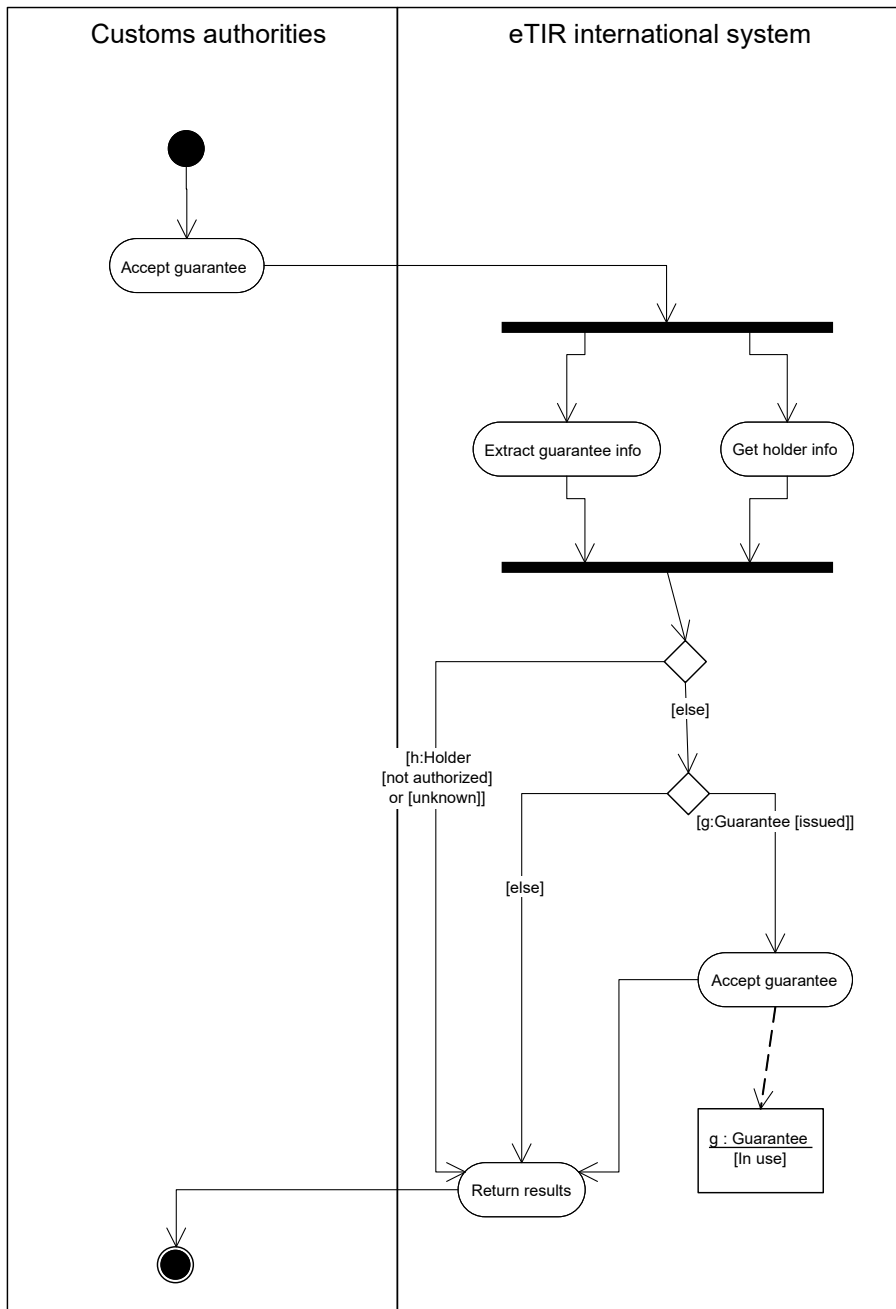 Customs authorities
eTIR international system
Accept guarantee
Extract guarantee info
Get holder info
[else]
[h:Holder
[not authorized]
or [unknown]]
[g:Guarantee [issued]]
[else]
Accept guarantee
g : Guarantee
[In use]
Return results